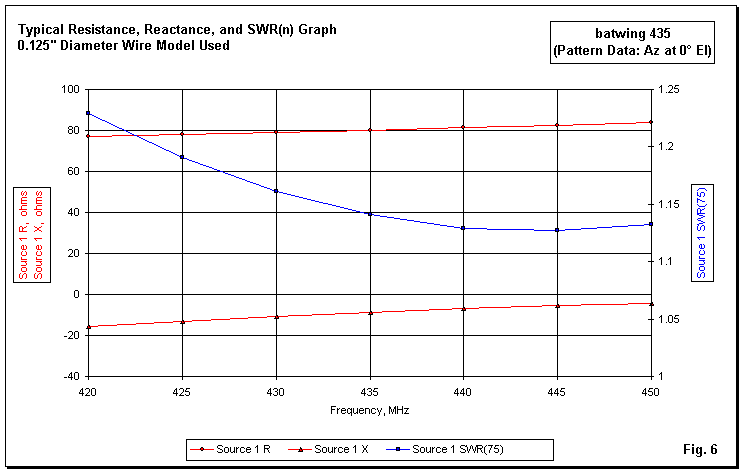 Typical Resistance, Reactance, and SWR(n) Graph
0.125" Diameter Wire Model Used
batwing 435
(Pattern Data: Az at 0° El)
100
80
60
40
20
0
-20
-40
Source 1 R, ohms
Source 1 X, ohms
1.25
1.2
1.15
1.1
1.05
1
Source 1 SWR(75)
420
425
430
435
440
445
450
Frequency, MHz
Source 1 R
Source 1 X
Source 1 SWR(75)
Fig. 6